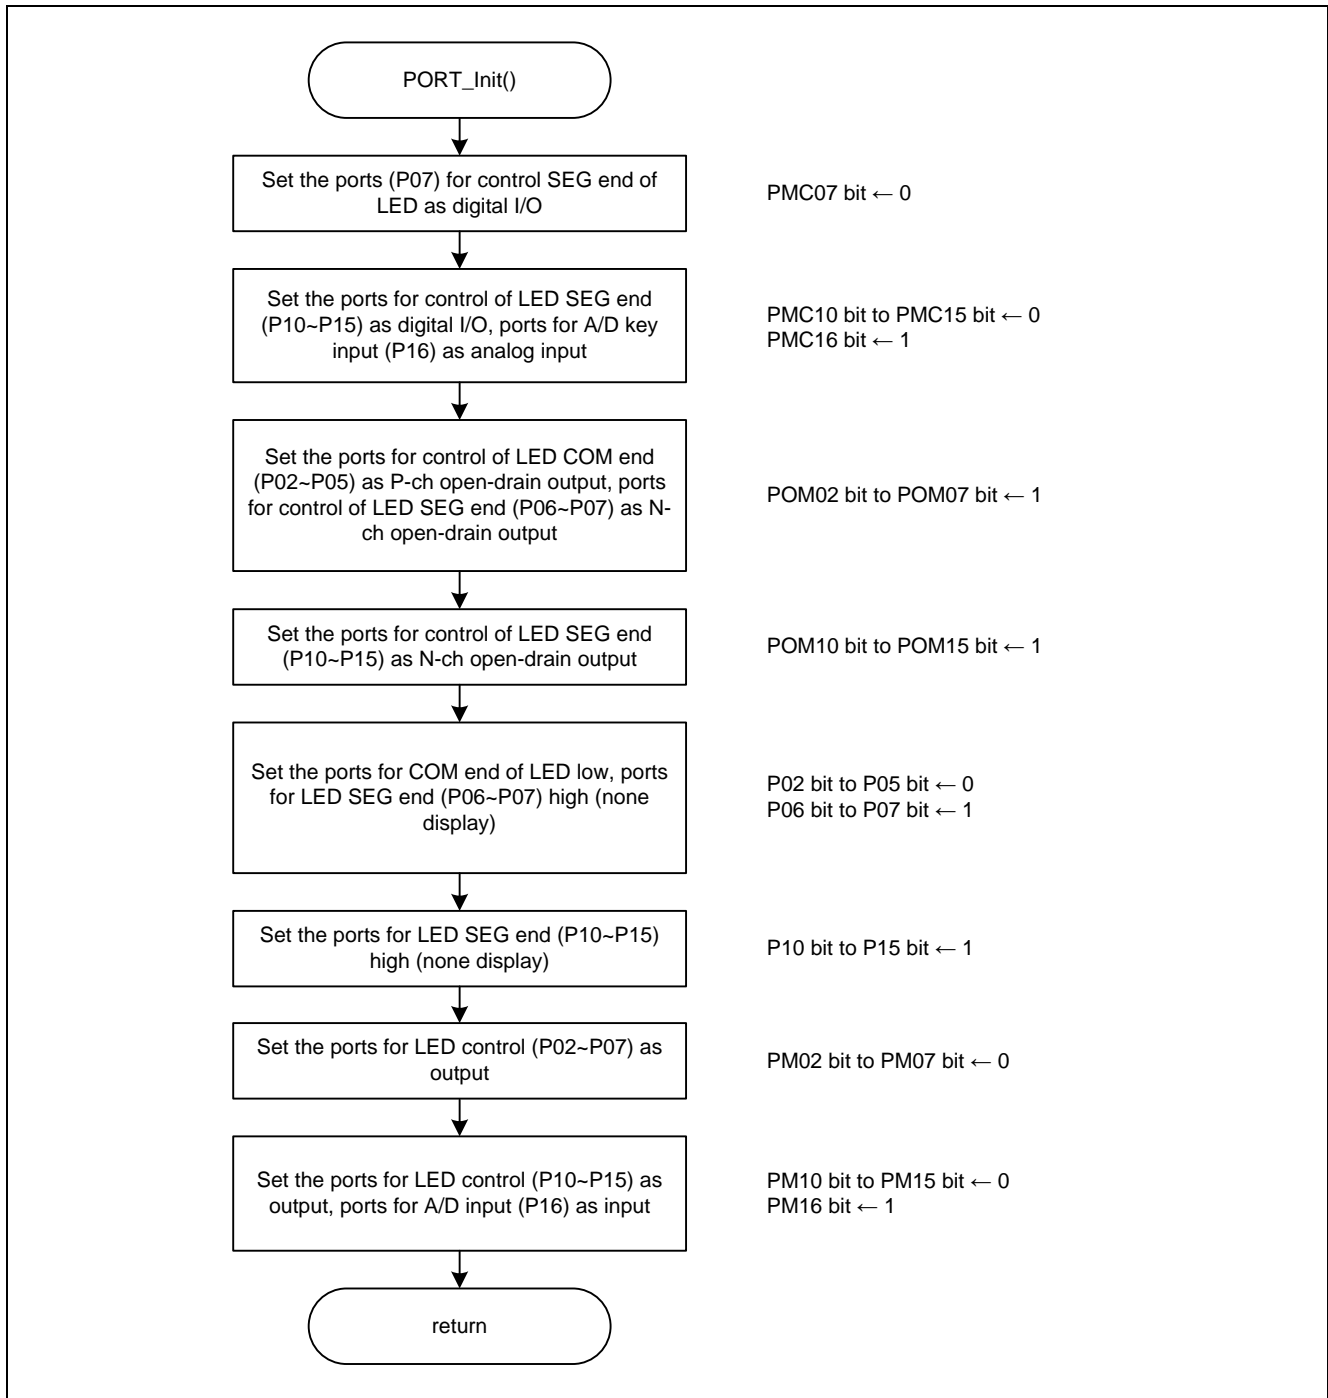 PORT_Init()
Set the ports (P07) for control SEG end of
LED as digital I/O
PMC07 bit ← 0
Set the ports for control of LED SEG end
(P10~P15) as digital I/O, ports for A/D key
input (P16) as analog input
PMC10 bit to PMC15 bit ← 0
PMC16 bit ← 1
Set the ports for control of LED COM end
(P02~P05) as P-ch open-drain output, ports
for control of LED SEG end (P06~P07) as N-
ch open-drain output
POM02 bit to POM07 bit ← 1
Set the ports for control of LED SEG end
(P10~P15) as N-ch open-drain output
POM10 bit to POM15 bit ← 1
Set the ports for COM end of LED low, ports
for LED SEG end (P06~P07) high (none
display)
P02 bit to P05 bit ← 0
P06 bit to P07 bit ← 1
Set the ports for LED SEG end (P10~P15)
high (none display)
P10 bit to P15 bit ← 1
Set the ports for LED control (P02~P07) as
output
PM02 bit to PM07 bit ← 0
Set the ports for LED control (P10~P15) as
output, ports for A/D input (P16) as input
PM10 bit to PM15 bit ← 0
PM16 bit ← 1
return